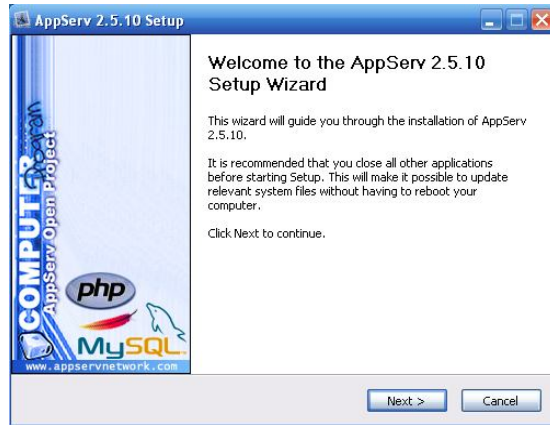 AppServ 2.5.10 Setup
Welcome to the AppServ 2.5.10
Setup Wizard
This wizard will guide you through the installation of AppServ
2.5.10.
It is recommended that you close all other applications
before starting Setup. This will make it possible to update
relevant system files without having to reboot your
computer.
Click Next to continue.
COMPUTER
Program
AppServ Open Project
php
MySQL
www.appservnetwork.com
Next >
Cancel